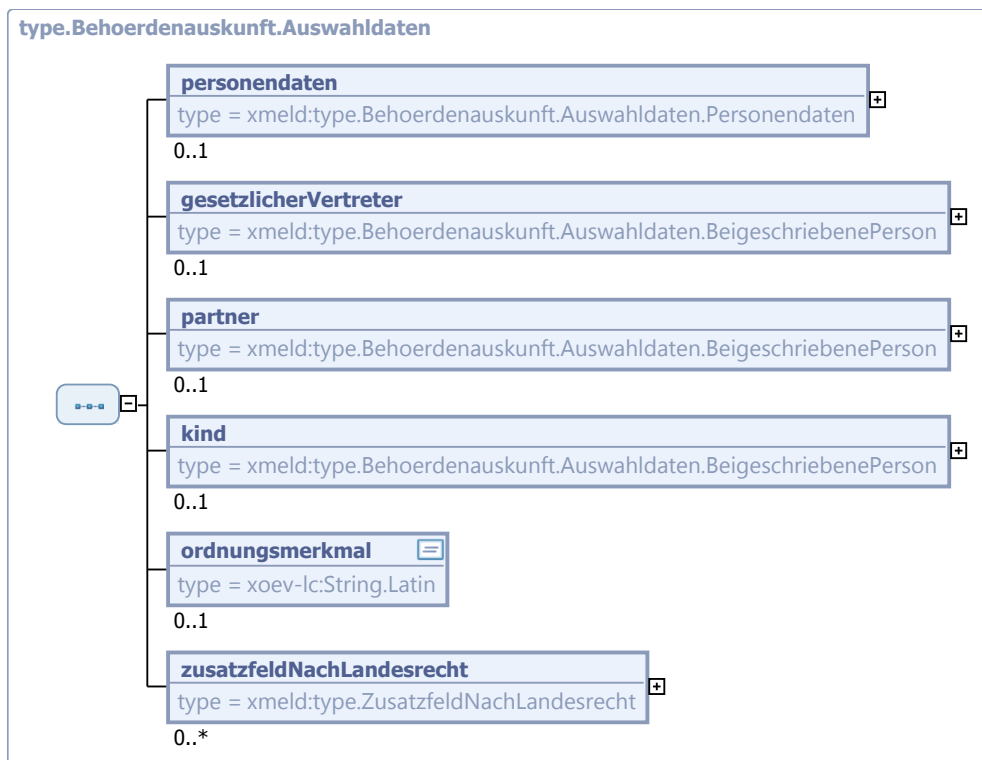 type.Behoerdenauskunft.Auswahldaten
personendaten
type = xmeld:type.Behoerdenauskunft.Auswahldaten.Personendaten
0..1
gesetzlicherVertreter
type = xmeld:type.Behoerdenauskunft.Auswahldaten.BeigeschriebenePerson
0..1
partner
type = xmeld:type.Behoerdenauskunft.Auswahldaten.BeigeschriebenePerson
0..1
kind
type = xmeld:type.Behoerdenauskunft.Auswahldaten.BeigeschriebenePerson
0..1
ordnungsmerkmal
type = xoev-lc:String.Latin
0..1
zusatzfeldNachLandesrecht
type = xmeld:type.ZusatzfeldNachLandesrecht
0..*